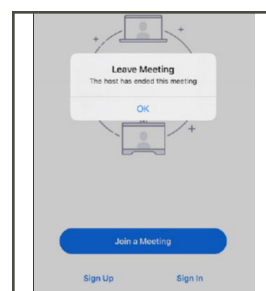 Leave Meeting
The host has ended this meeting
OK
Join a Meeting
Sign Up
Sign In